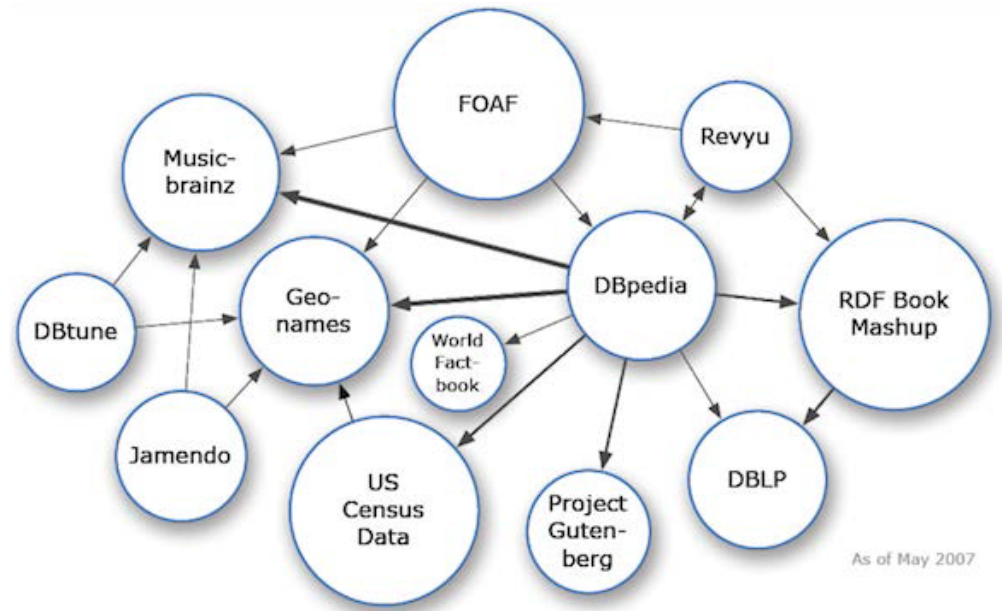 FOAF
Revyu
Music-
brainz
DBpedia
Geo-
names
RDF Book
Mashup
DBtune
World
Fact-
book
Jamendo
US
Census
Data
Project
Guten-
berg
DBLP
As of May 2007